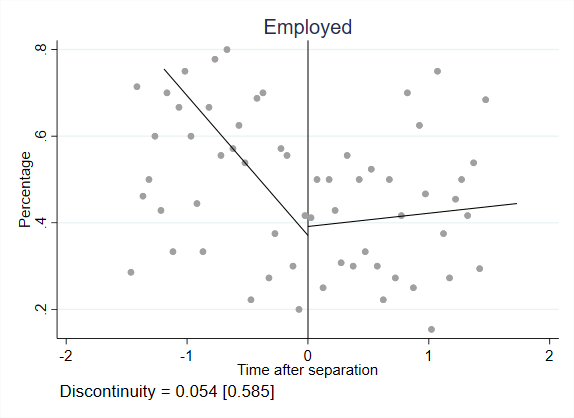 Employed
Percentage
.8
.6
.4
.2
-2 -1 0 1 2
Time after separation
Discontinuity = 0.054 [0.585]